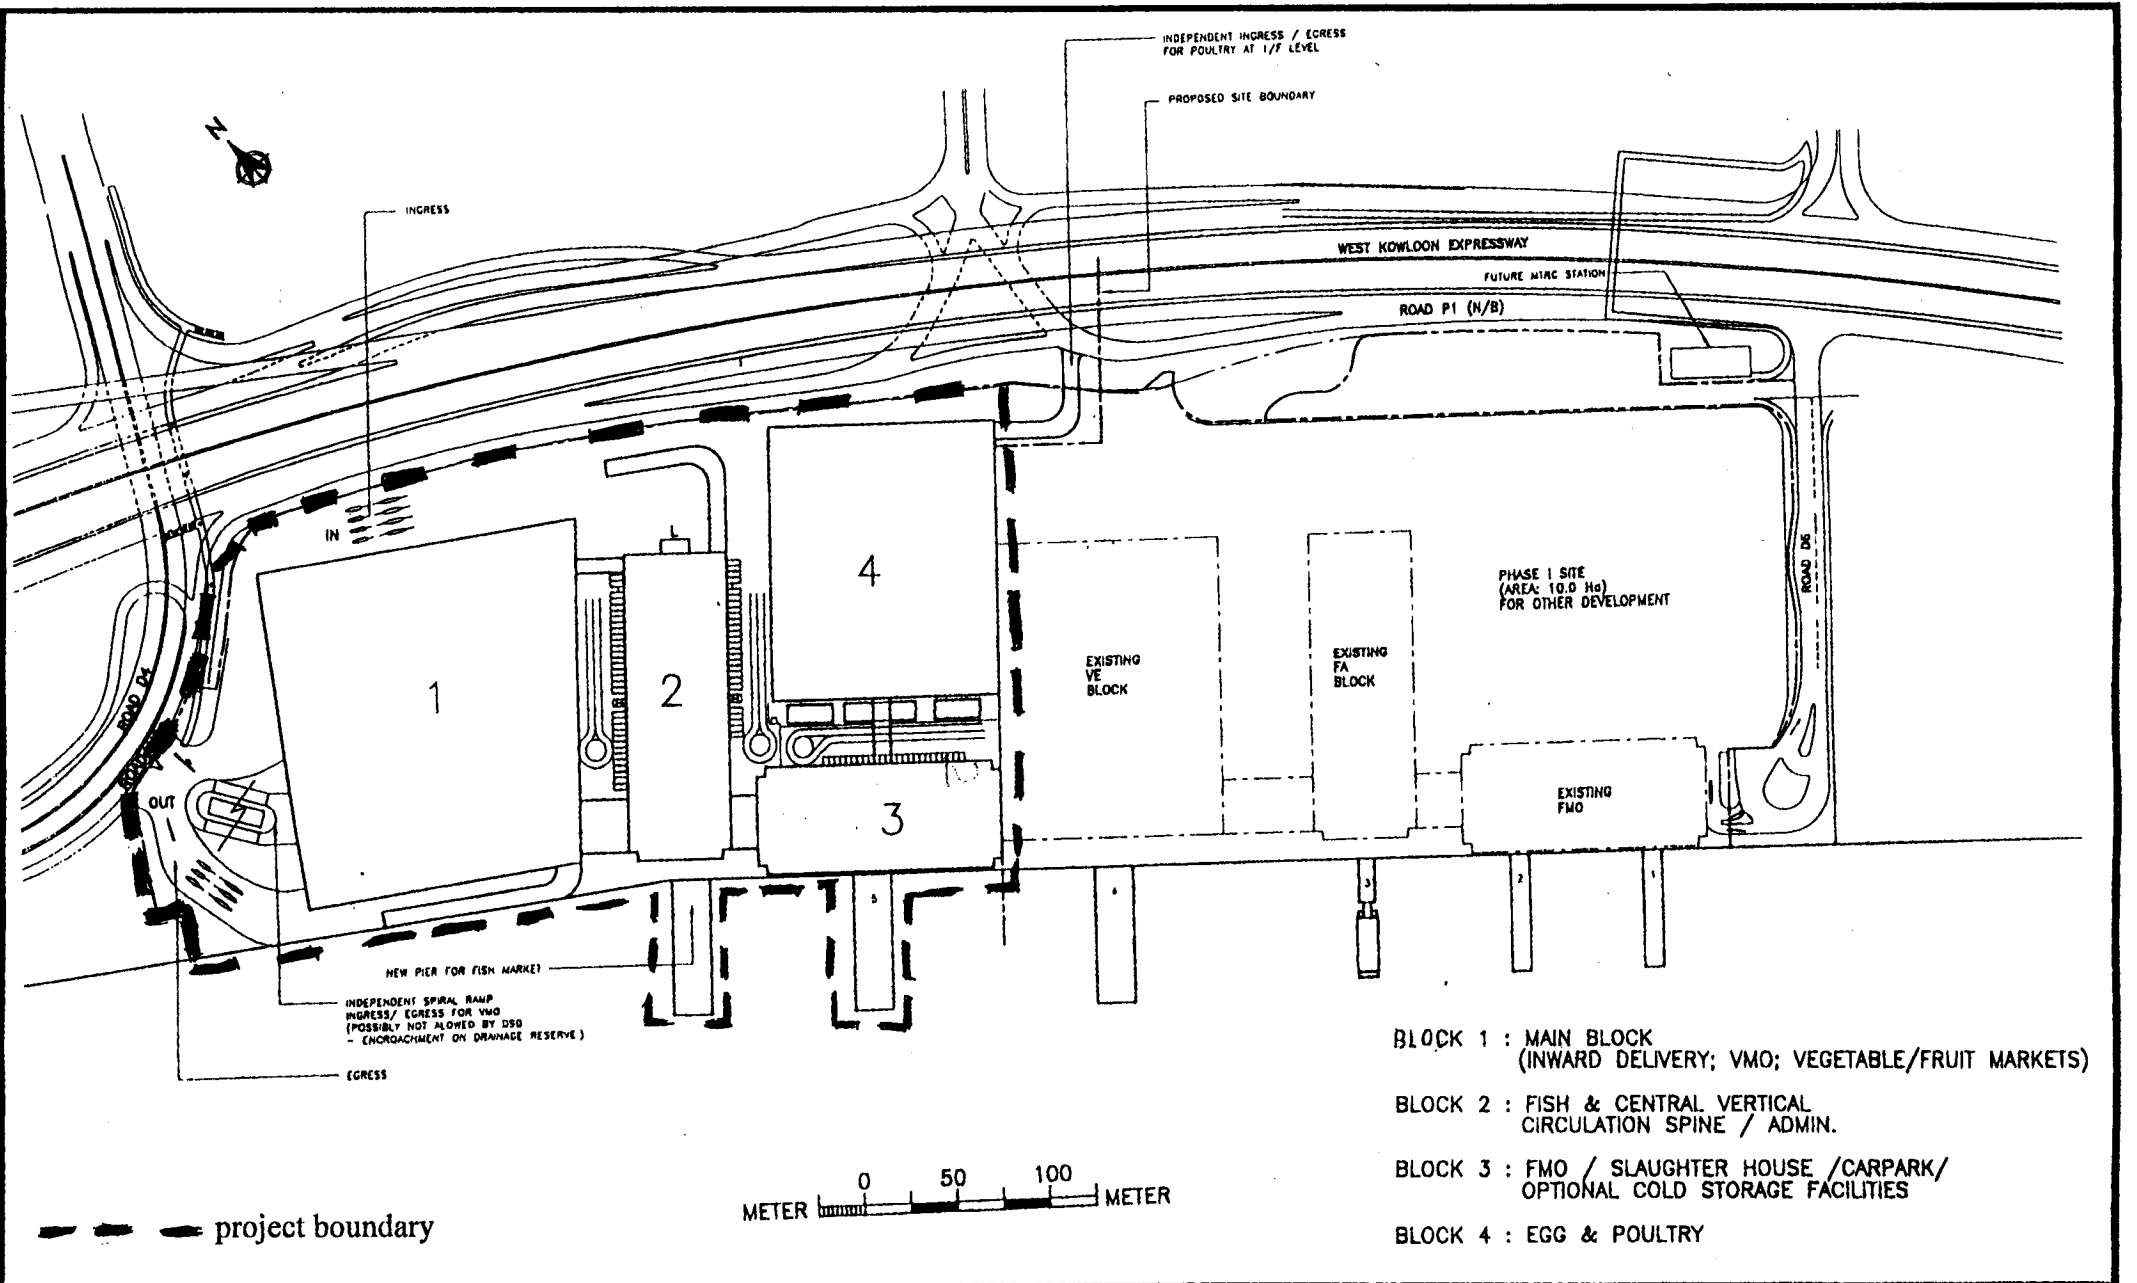 INDEPENDENT INGRESS / EGRESS
FOR POULTRY AT 1/F LEVEL
PROPOSED SITE BOUNDARY
N
INGRESS
WEST KOWLOON EXPRESSWAY
FUTURE MTRC STATION
ROAD P1 (N/B)
IN
4
PHASE 1 SITE
(AREA: 10.0 Ha)
FOR OTHER DEVELOPMENT
ROAD D6
EXISTING
VE
BLOCK
EXISTING
FA
BLOCK
1
2
ROAD D4
OUT
3
EXISTING
FMO
5
4
3
2
1
NEW PIER FOR FISH MARKET
INDEPENDENT SPIRAL RAMP
INGRESS/ EGRESS FOR VMO
(POSSIBLY NOT ALOWED BY DSD
- ENCROACHMENT ON DRAINAGE RESERVE)
EGRESS
BLOCK 1 : MAIN BLOCK
(INWARD DELIVERY; VMO; VEGETABLE/FRUIT MARKETS)
BLOCK 2 : FISH & CENTRAL VERTICAL
CIRCULATION SPINE / ADMIN.
BLOCK 3 : FMO / SLAUGHTER HOUSE /CARPARK/
OPTIONAL COLD STORAGE FACILITIES
BLOCK 4 : EGG & POULTRY
0 50 100
METER METER
project boundary